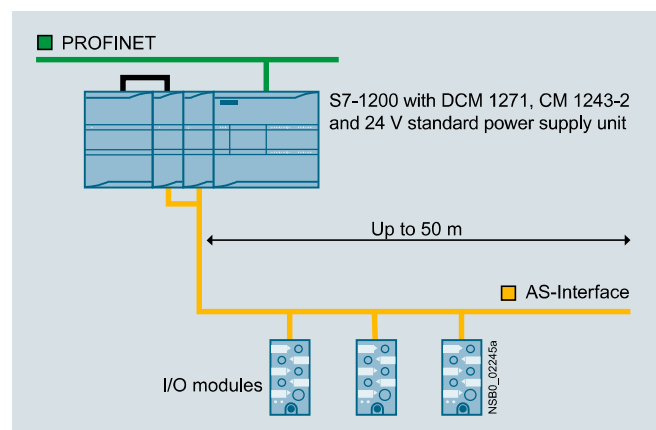 PROFINET
S7-1200 with DCM 1271, CM 1243-2
and 24 V standard power supply unit
Up to 50 m
AS-Interface
I/O modules
NSB0_02245a